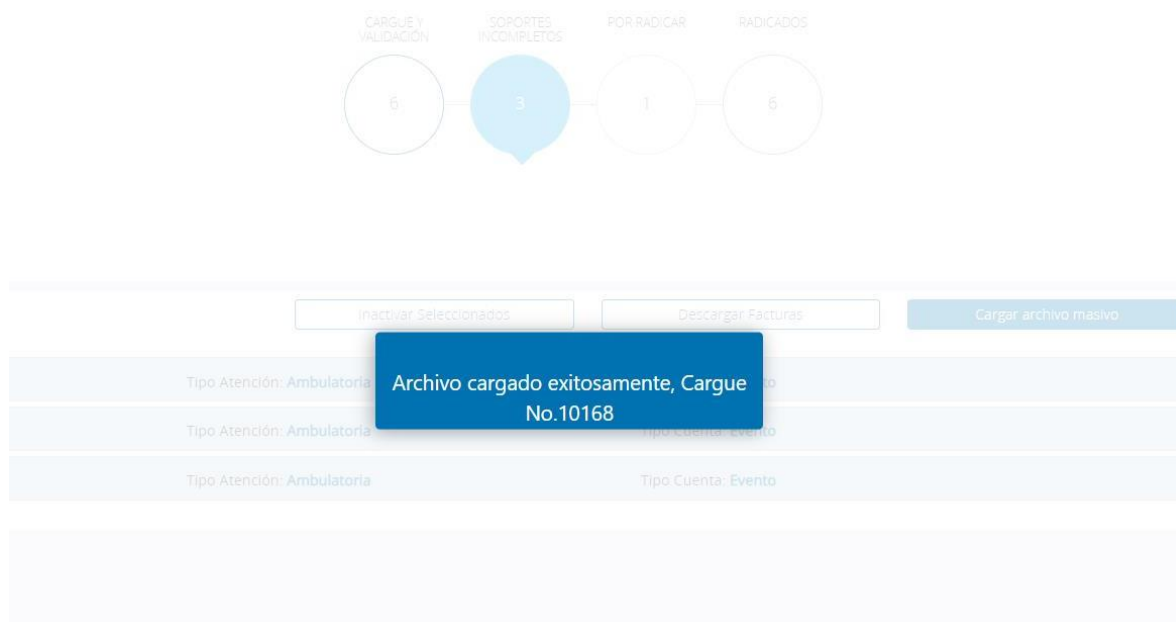 CARGUE Y
VALIDACIÓN
SOPORTES
INCOMPLETOS
POR RADICAR
RADICADOS
6
3
1
6
Inactivar Seleccionados
Descargar Facturas
Cargar archivo masivo
Archivo cargado exitosamente, Cargue
No.10168
Tipo Atención: Ambulatoria
Tipo Atención: Ambulatoria
Tipo Cuenta: Evento
Tipo Atención: Ambulatoria
Tipo Cuenta: Evento